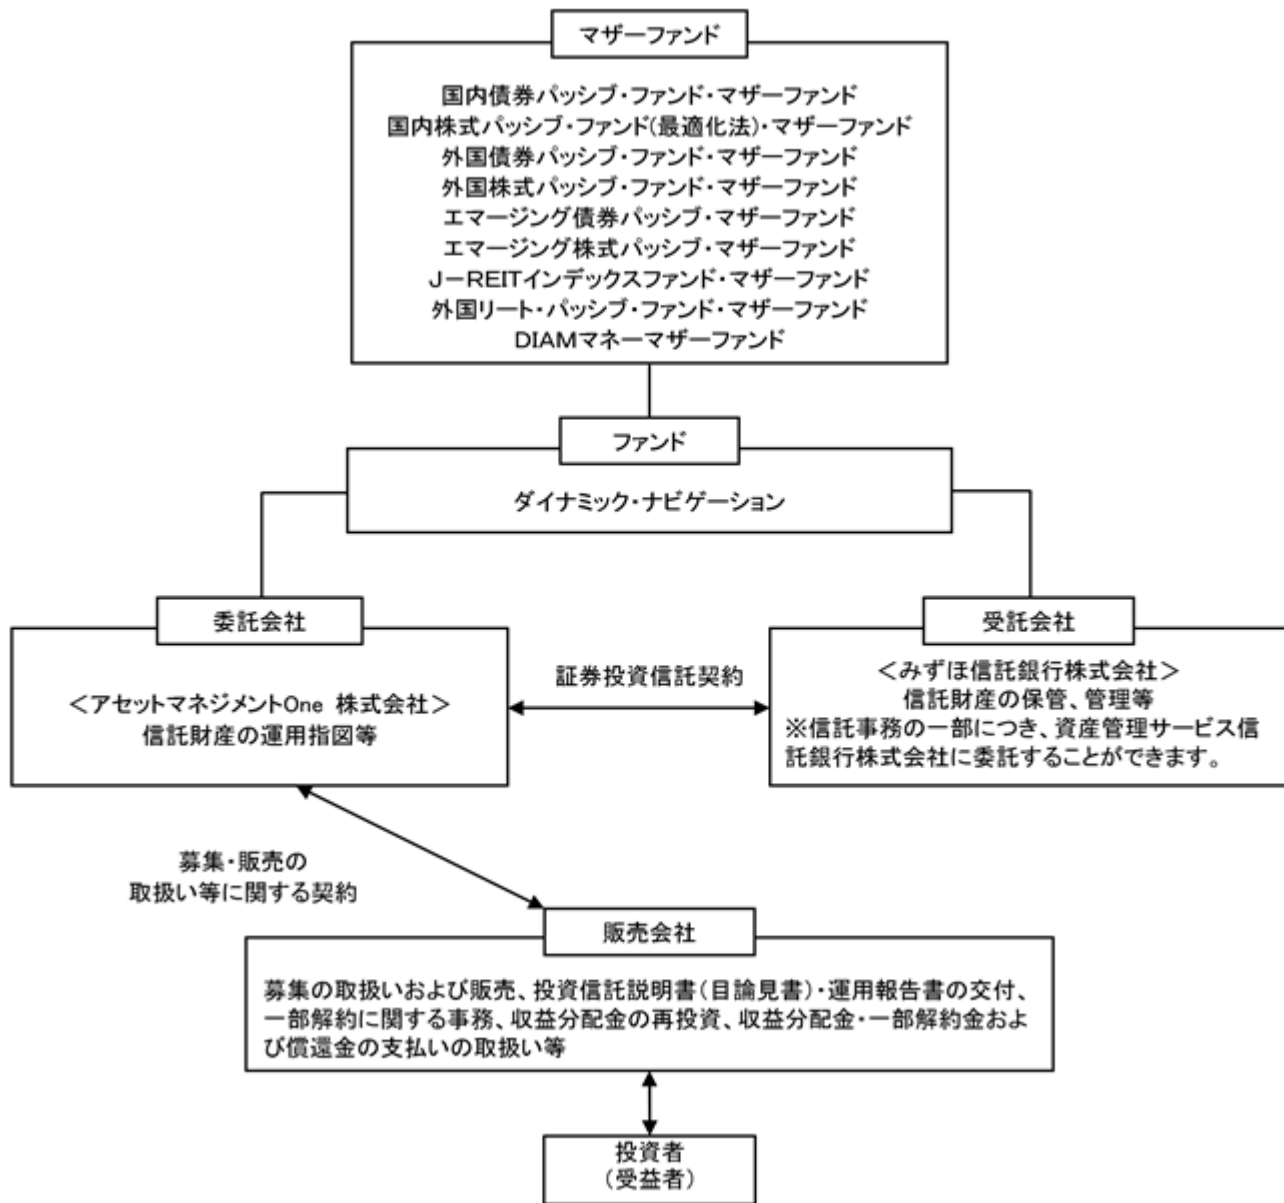 マザーファンド
国内債券パッシブ・ファンド・マザーファンド
国内株式パッシブ・ファンド(最適化法)・マザーファンド
外国債券パッシブ・ファンド・マザーファンド
外国株式パッシブ・ファンド・マザーファンド
エマージング債券パッシブ・マザーファンド
エマージング株式パッシブ・マザーファンド
J－REITインデックスファンド・マザーファンド
外国リート・パッシブ・ファンド・マザーファンド
DIAMマネーマザーファンド
ファンド
ダイナミック・ナビゲーション
委託会社
＜アセットマネジメントOne 株式会社＞
信託財産の運用指図等
証券投資信託契約
受託会社
＜みずほ信託銀行株式会社＞
信託財産の保管、管理等
※信託事務の一部につき、資産管理サービス信
託銀行株式会社に委託することができます。
募集・販売の
取扱い等に関する契約
販売会社
募集の取扱いおよび販売、投資信託説明書(目論見書)・運用報告書の交付、
一部解約に関する事務、収益分配金の再投資、収益分配金・一部解約金およ
び償還金の支払いの取扱い等
投資者
(受益者)